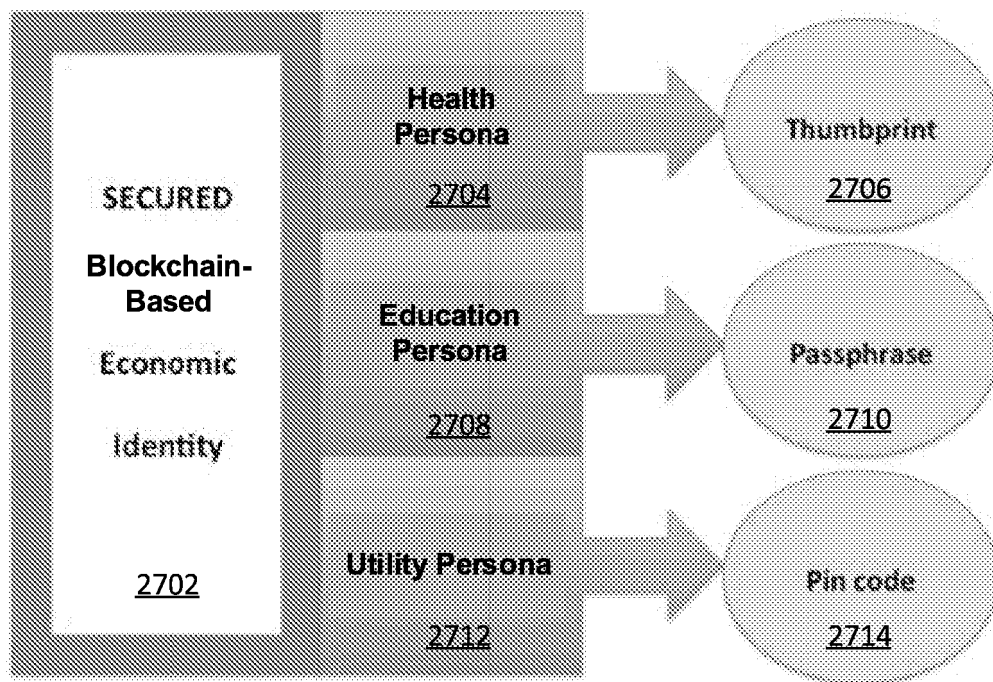 SECURED
Blockchain-
Based
Economic
Identity
2702
Health
Persona
2704
Thumbprint
2706
Education
Persona
2708
Passphrase
2710
Utility Persona
2712
Pin code
2714